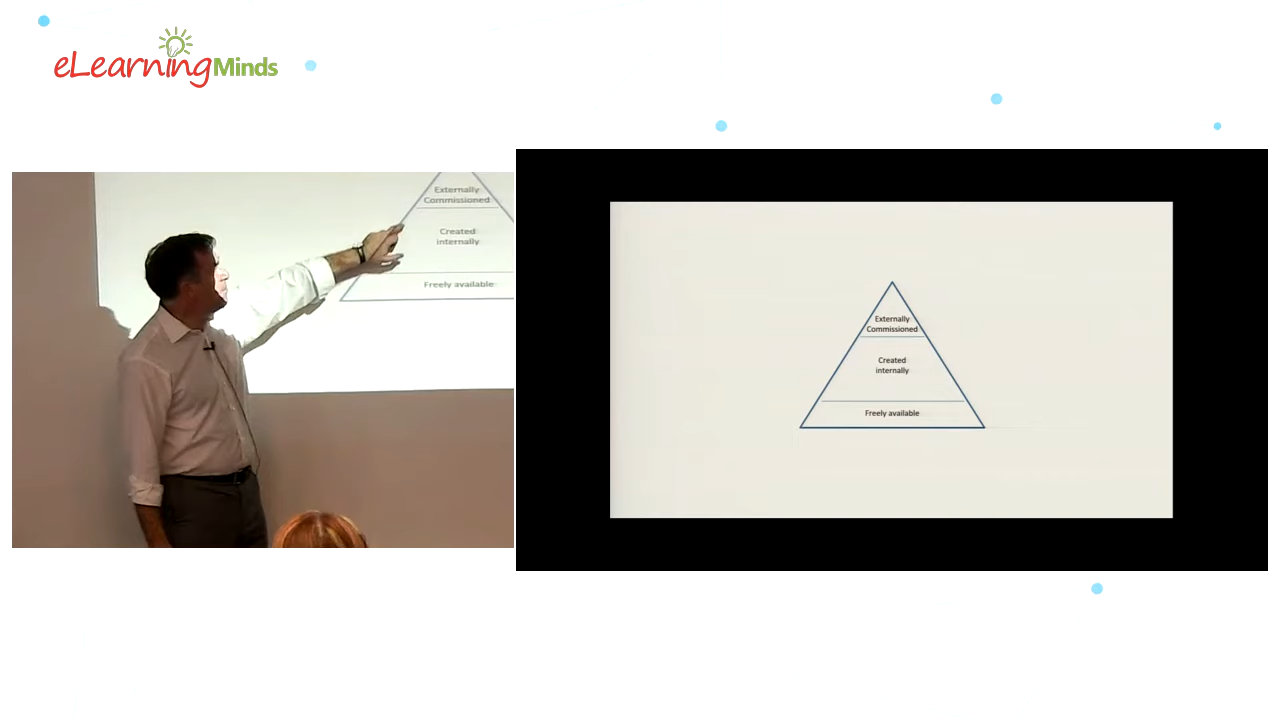 eLearningMinds
Externally
Commissioned
Created
internally
Freely available
Externally
Commissioned
Created
internally
Freely available